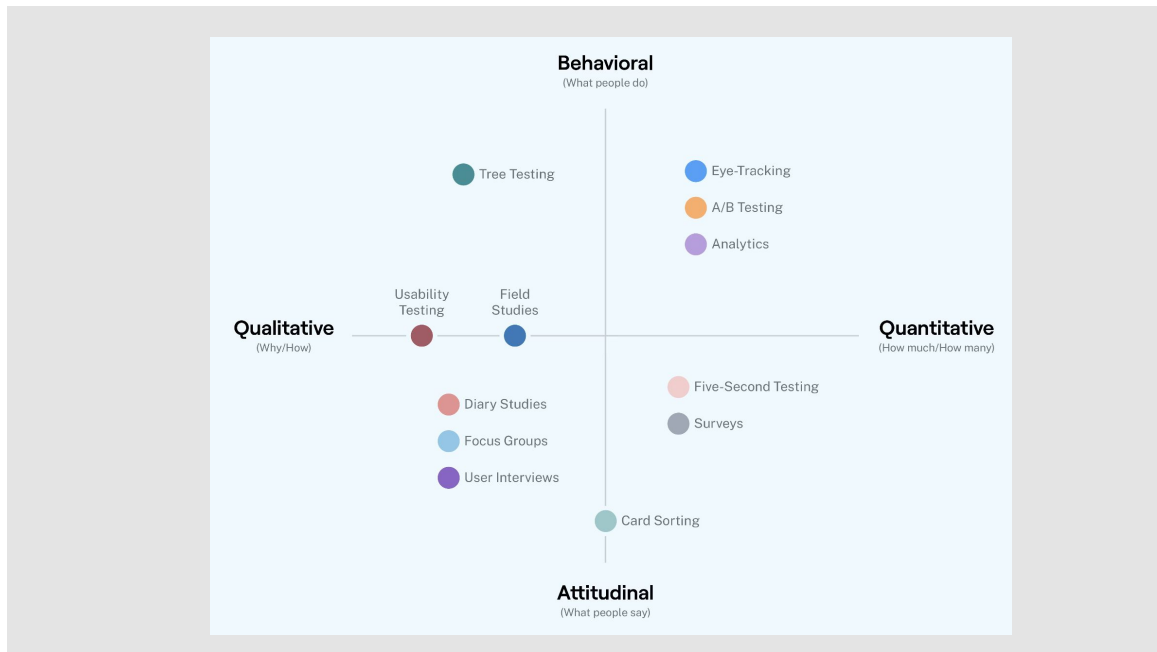 Behavioral
(What people do)
Tree Testing
Eye-Tracking
A/B Testing
Analytics
Usability
Testing
Field
Studies
Qualitative
(Why/How)
Quantitative
(How much/How many)
Five-Second Testing
Surveys
Diary Studies
Focus Groups
User Interviews
Card Sorting
Attitudinal
(What people say)